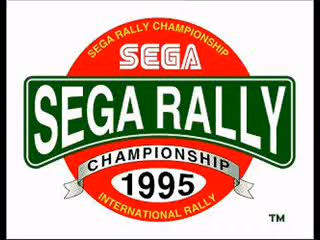 SEGA RALLY CHAMPIONSHIP
SEGA
SEGA RALLY
CHAMPIONSHIP
1995
INTERNATIONAL RALLY
TM